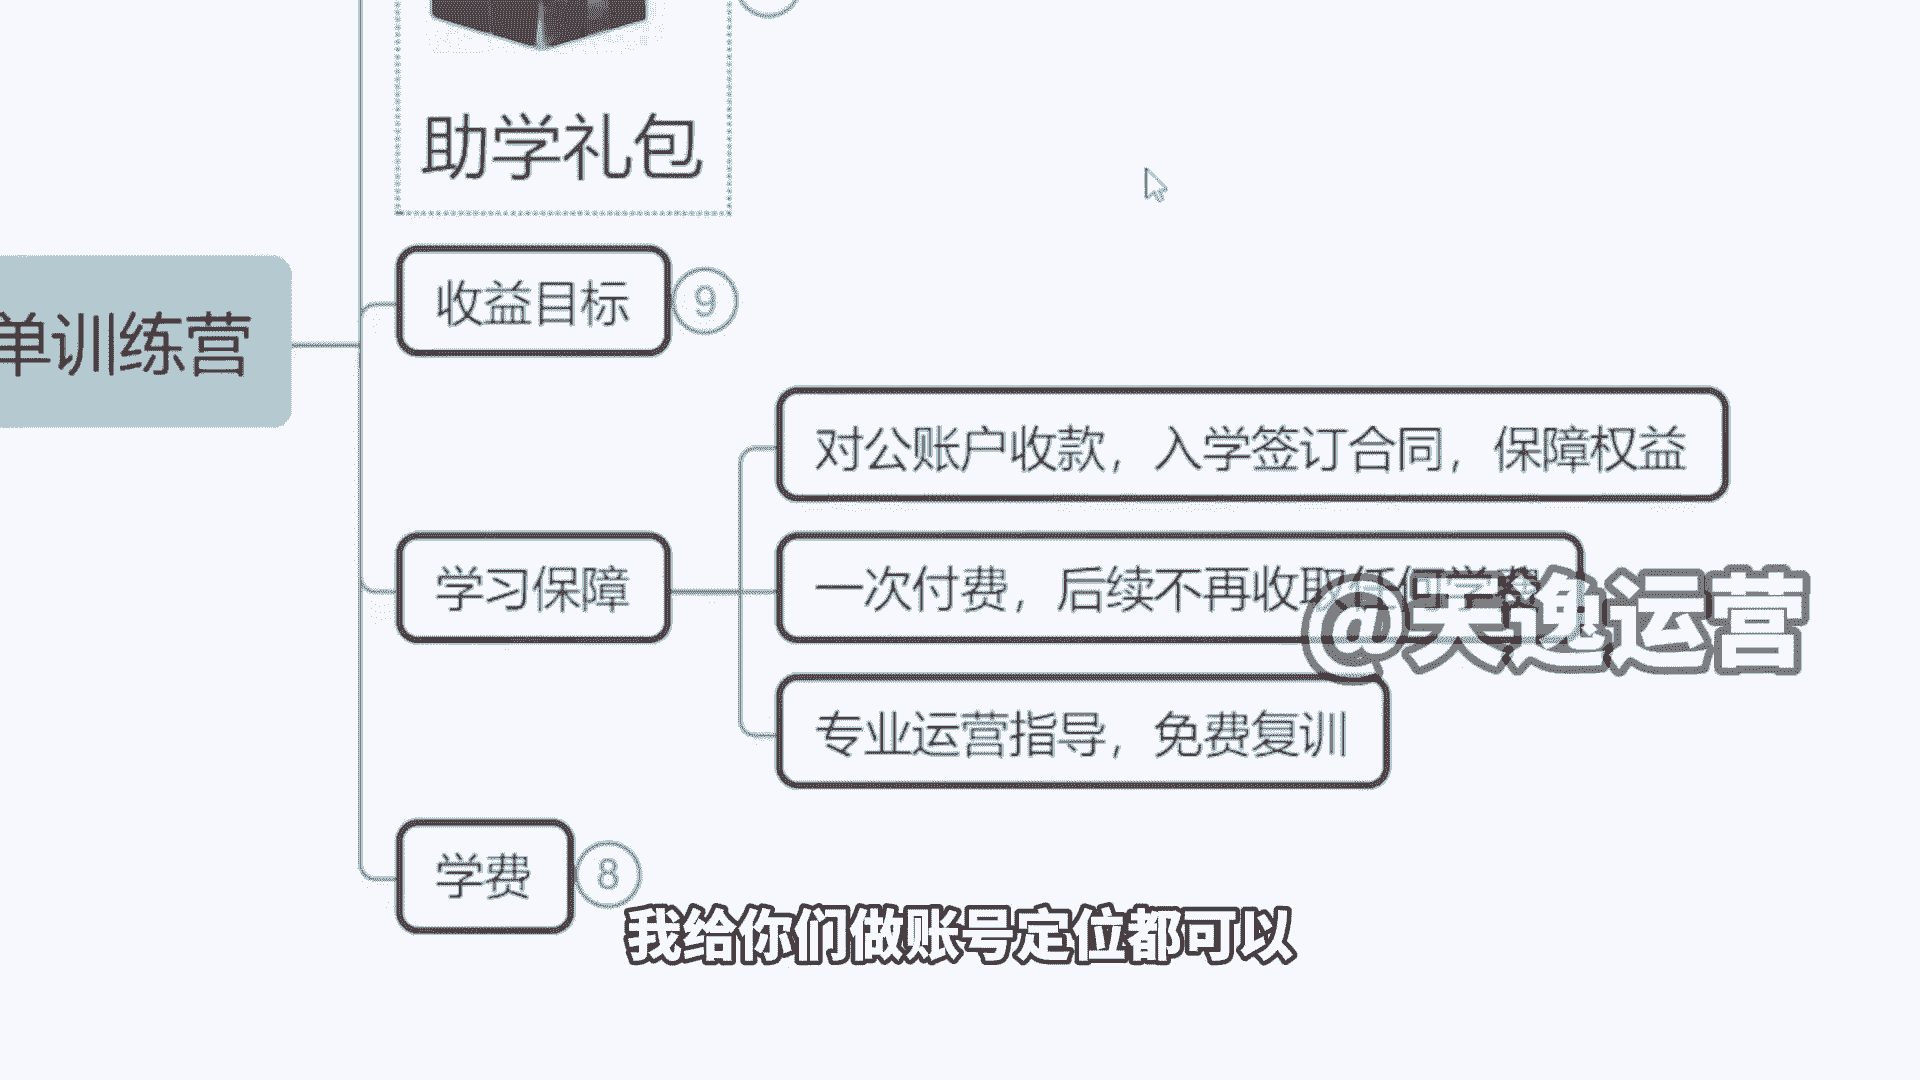 助学礼包
收益目标
9
单训练营
对公账户收款，入学签订合同，保障权益
学习保障
一次付费，后续不再收取任何学费
@天逸运营
专业运营指导，免费复训
学费
8
我给你们做账号定位都可以